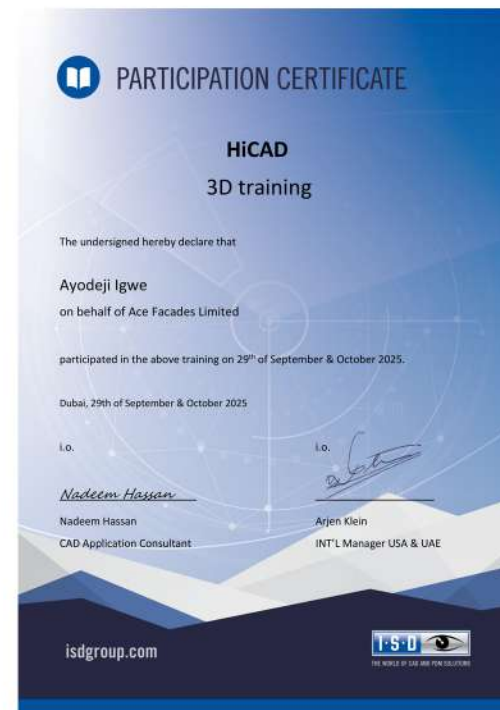 PARTICIPATION CERTIFICATE
HiCAD
3D training
The undersigned hereby declare that
Ayodeji Igwe
on behalf of Ace Facades Limited
participated in the above training on 29th of September & October 2025.
Dubai, 29th of September & October 2025
i.o. i.o.
Nadeem Hassan
Nadeem Hassan Arjen Klein
CAD Application Consultant INT'L Manager USA & UAE
isdgroup.com
I·S·D
THE WORLD OF CAD AND PDM SOLUTIONS